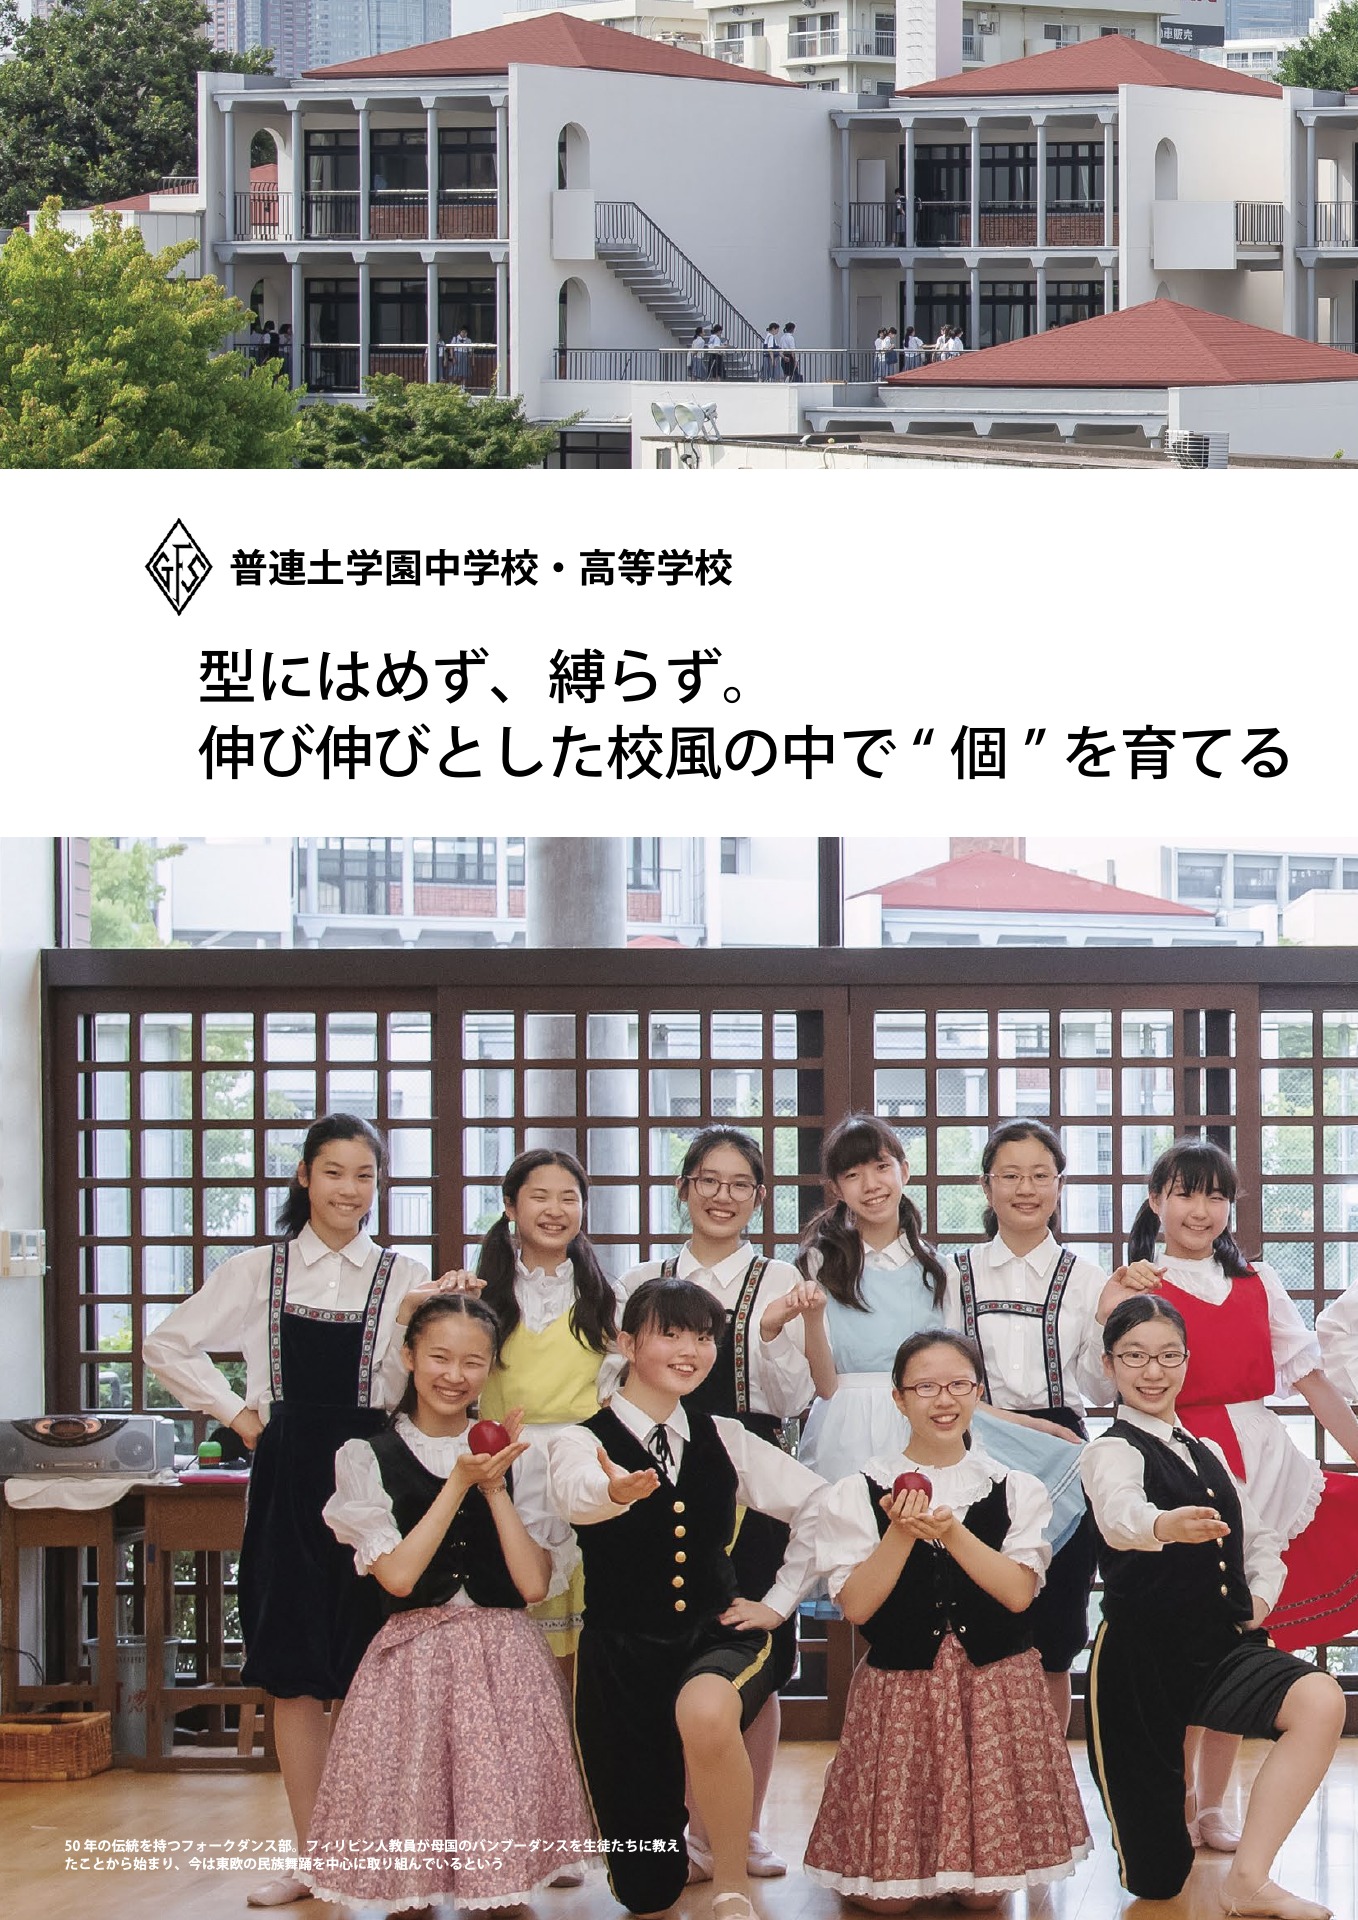 車販売
GFS
普連土学園中学校・高等学校
型にはめず、縛らず。
伸び伸びとした校風の中で“個”を育てる
50年の伝統を持つフォークダンス部。フィリピン人教員が母国のバンブーダンスを生徒たちに教え
たことから始まり、今は東欧の民族舞踊を中心に取り組んでいるという